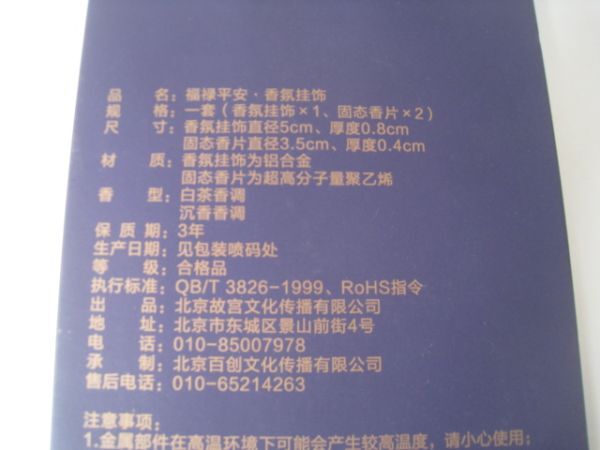 品 名：福禄平安·香氛挂饰
规 格：一套（香氛挂饰×1、固态香片×2）
尺 寸：香氛挂饰直径5cm、厚度0.8cm
固态香片直径3.5cm、厚度0.4cm
材 质：香氛挂饰为铝合金
固态香片为超高分子量聚乙烯
香 型：白茶香调
沉香香调
保 质 期：3年
生产日期：见包装喷码处
等 级：合格品
执行标准：QB/T 3826-1999、RoHS指令
出 品：北京故宫文化传播有限公司
地 址：北京市东城区景山前街4号
电 话：010-85007978
承 制：北京百创文化传播有限公司
售后电话：010-65214263
注意事项：
1.金属部件在高温环境下可能会产生较高温度，请小心使用；